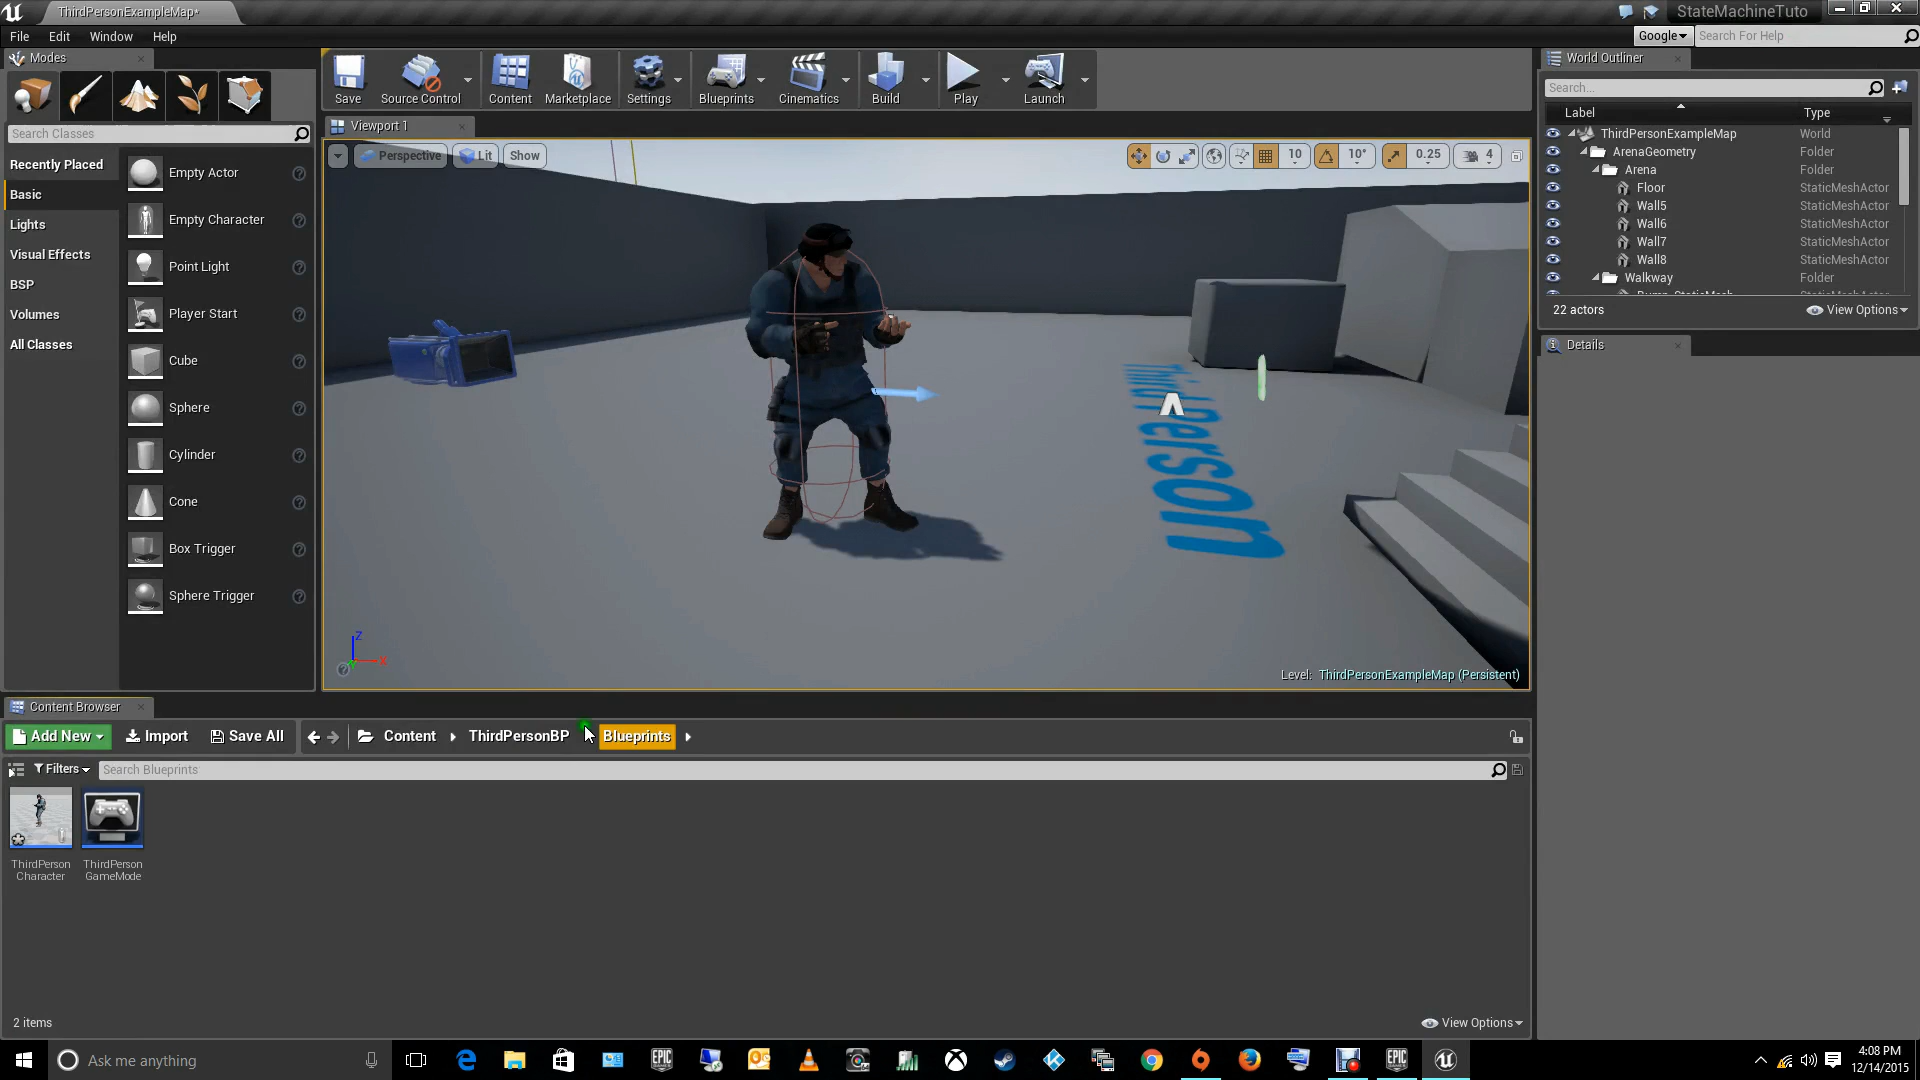 ThirdPersonExampleMap*
StateMachineTuto
File Edit Window Help
Google
Search For Help
Modes
Search Classes
Recently Placed
Basic
Lights
Visual Effects
BSP
Volumes
All Classes
Empty Actor
Empty Character
Point Light
Player Start
Cube
Sphere
Cylinder
Cone
Box Trigger
Sphere Trigger
Save
Source Control
Content
Marketplace
Settings
Blueprints
Cinematics
Build
Play
Launch
Viewport 1
Perspective
Lit
Show
10
10°
0.25
4
ThirdPerson
Z
X
Level: ThirdPersonExampleMap (Persistent)
World Outliner
Search...
Label Type
ThirdPersonExampleMap World
ArenaGeometry Folder
Arena Folder
Floor StaticMeshActor
Wall5 StaticMeshActor
Wall6 StaticMeshActor
Wall7 StaticMeshActor
Wall8 StaticMeshActor
Walkway Folder
22 actors
View Options
Details
Content Browser
Add New
Import
Save All
Content
ThirdPersonBP
Blueprints
Filters
Search Blueprints
ThirdPerson
Character
ThirdPerson
GameMode
2 items
View Options
Ask me anything
EPIC
EPIC
4:08 PM
12/14/2015